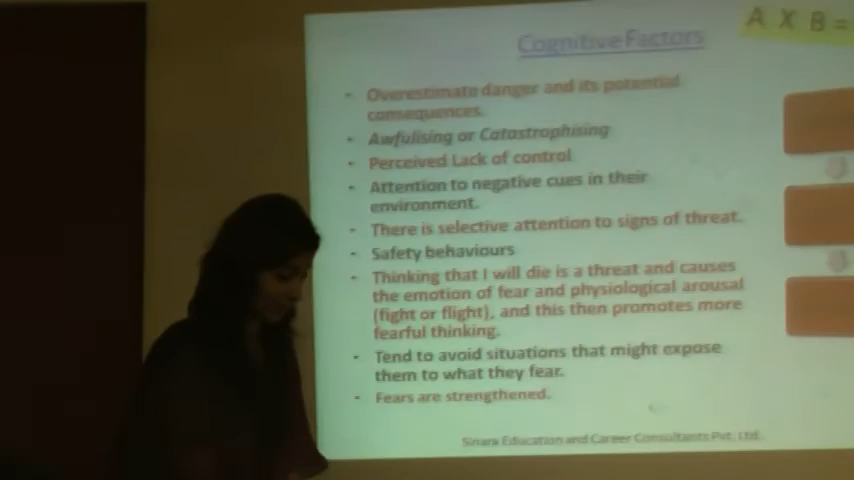 Cognitive Factors
A X B =
Overestimate danger and its potential
consequences.
Awfulising or Catastrophising
Perceived Lack of control
Attention to negative cues in their
environment.
There is selective attention to signs of threat.
Safety behaviours
Thinking that I will die is a threat and causes
the emotion of fear and physiological arousal
(fight or flight), and this then promotes more
fearful thinking.
Tend to avoid situations that might expose
them to what they fear.
Fears are strengthened.
Education and Career Consultants Pvt. Ltd.